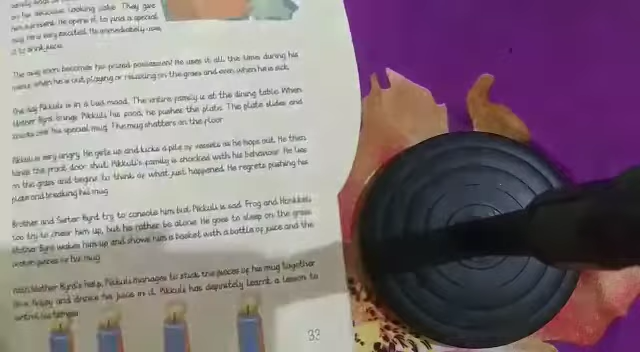 on his delicious looking cake. They gave
him a present. He opens it to find a special
mug. He is very excited. He immediately uses
it to drink juice.
The mug soon becomes his prized possession! He uses it all the time during his
meals, when he is out playing or relaxing on the grass and even when he is sick.
One day Pikkuli is in a bad mood. The entire family is at the dining table. When
Mother Byrd brings Pikkuli his food, he pushes the plate. The plate slides and
knocks over his special mug. The mug shatters on the floor.
Pikkuli is very angry. He gets up and kicks a pile of vessels as he hops out. He then
bangs the front door shut. Pikkuli's family is shocked with his behaviour. He lies
on the grass and begins to think of what just happened. He regrets pushing his
plate and breaking his mug.
Brother and Sister Byrd try to console him but Pikkuli is sad. Frog and
too try to cheer him up, but he rather be alone. He goes to sleep on the grass.
Mother Byrd wakes him up and shows him a basket with a bottle of juice and the
broken pieces of his mug.
With Mother Byrd's help, Pikkuli manages to stick the pieces of his mug together
and drinks his juice in it. Pikkuli has definitely learnt a lesson to
control his temper.
33